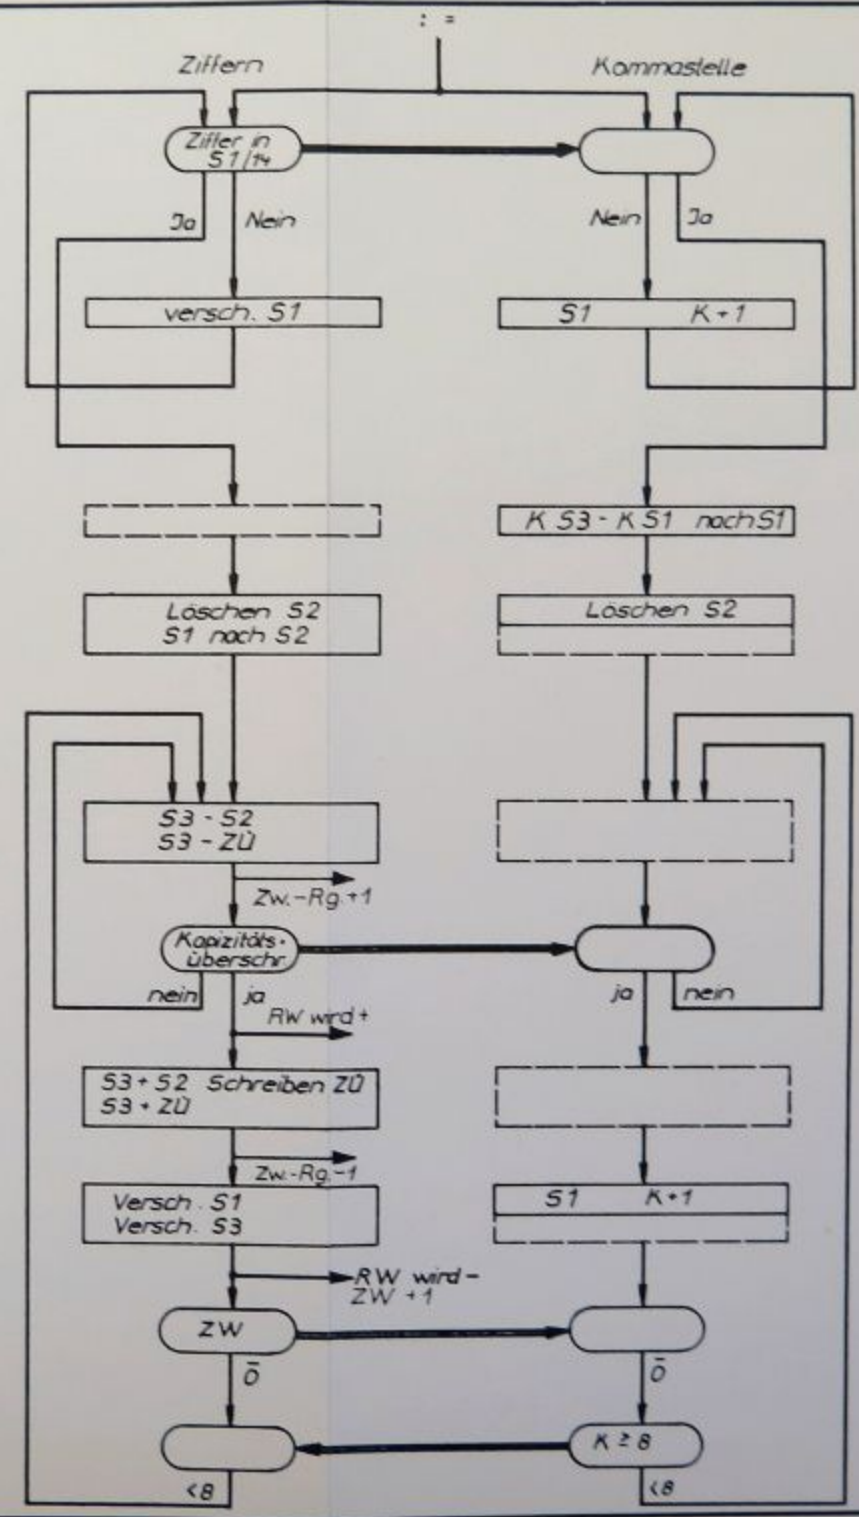 : =
Ziffern
Kommastelle
Ziffer in
S1/14
Ja
Nein
Nein
Ja
versch. S1
S1 K+1
K S3 - K S1 nach S1
Löschen S2
S1 nach S2
Löschen S2
S3 - S2
S3 - ZÜ
Zw.-Rg.+1
Kapizitäts-
überschr.
nein
ja
ja
nein
RW wird +
S3 + S2 Schreiben ZÜ
S3 + ZÜ
Zw.-Rg.-1
Versch. S1
Versch. S3
S1 K+1
RW wird -
ZW +1
ZW
0̄
0̄
K ≥ 8
<8
<8